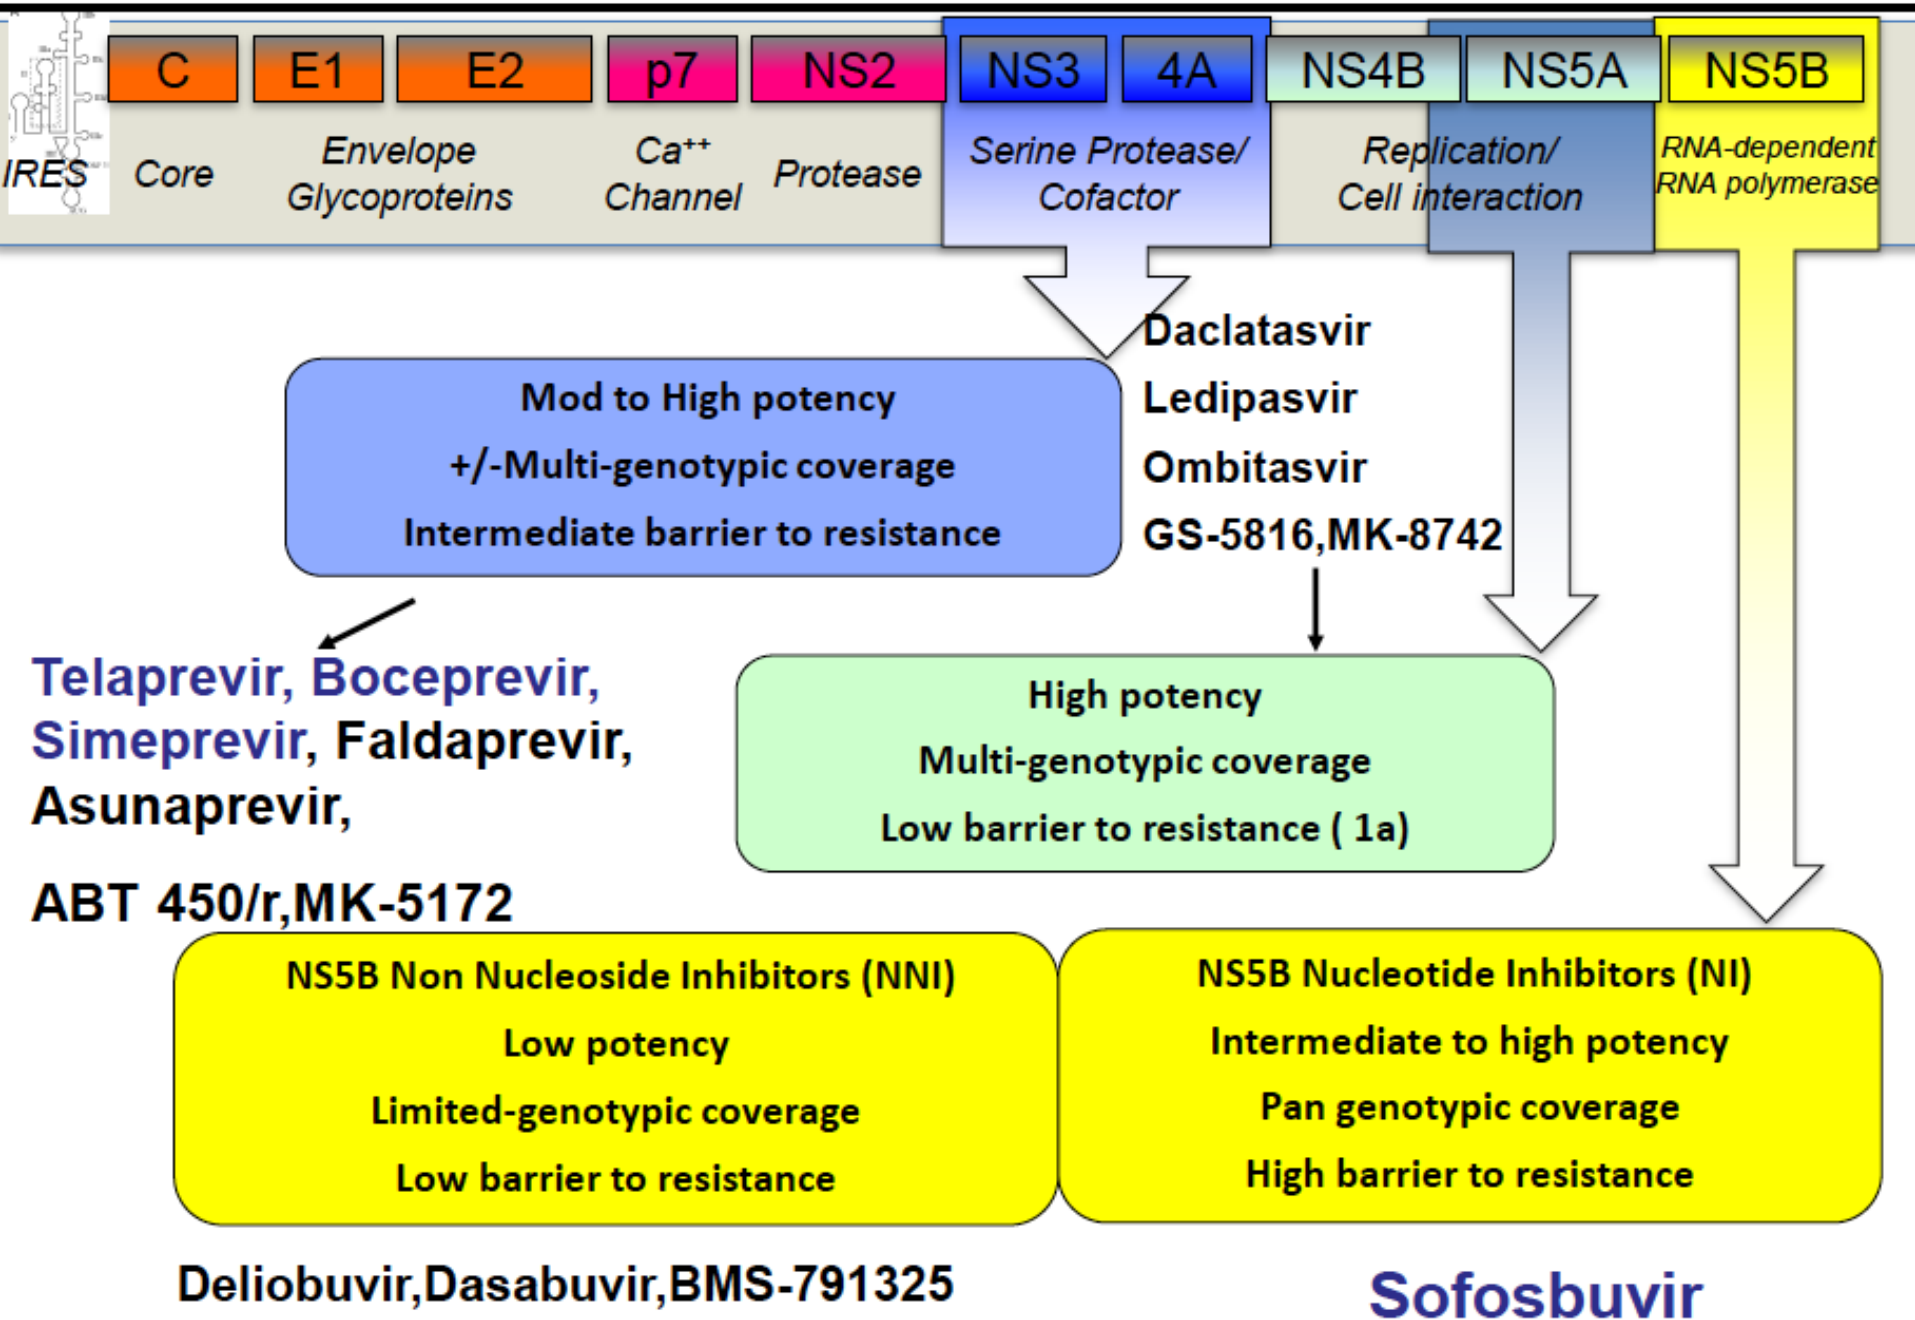 C E1 E2 p7 NS2 NS3 4A NS4B NS5A NS5B
IRES
Core
Envelope
Glycoproteins
Ca++
Channel
Protease
Serine Protease/
Cofactor
Replication/
Cell interaction
RNA-dependent
RNA polymerase
Mod to High potency
+/-Multi-genotypic coverage
Intermediate barrier to resistance
Daclatasvir
Ledipasvir
Ombitasvir
GS-5816,MK-8742
Telaprevir, Boceprevir,
Simeprevir, Faldaprevir,
Asunaprevir,
ABT 450/r,MK-5172
High potency
Multi-genotypic coverage
Low barrier to resistance ( 1a)
NS5B Non Nucleoside Inhibitors (NNI)
Low potency
Limited-genotypic coverage
Low barrier to resistance
NS5B Nucleotide Inhibitors (NI)
Intermediate to high potency
Pan genotypic coverage
High barrier to resistance
Deliobuvir,Dasabuvir,BMS-791325
Sofosbuvir